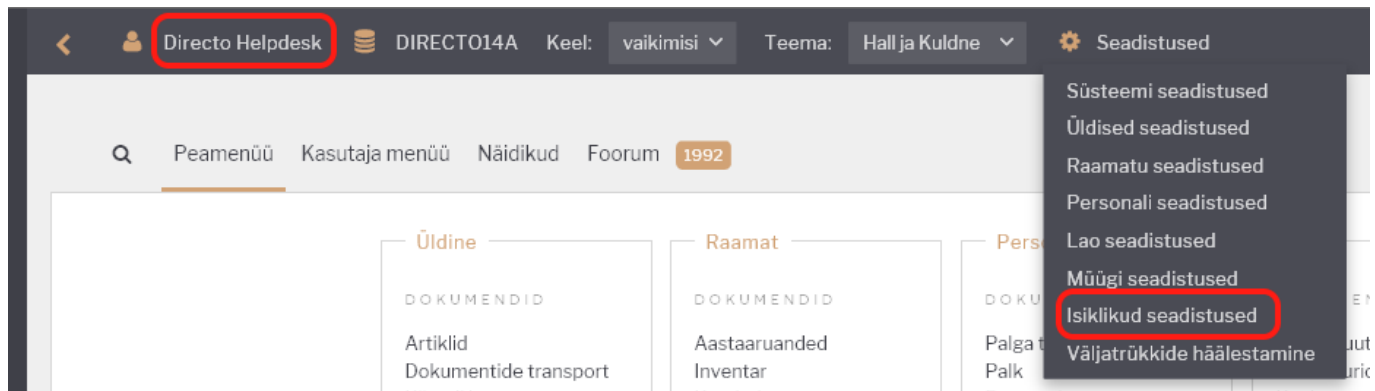 Directo Helpdesk DIRECTO14A Keel: vaikimisi Teema: Hall ja Kuldne Seadistused
Süsteemi seadistused
Üldised seadistused
Raamatu seadistused
Personali seadistused
Lao seadistused
Müügi seadistused
Isiklikud seadistused
Väljatrükkide häälestamine
Peamenüü Kasutaja menüü Näidikud Foorum 1992
Üldine
DOKUMENDID
Artiklid
Dokumentide transport
Raamat
DOKUMENDID
Aastaaruanded
Inventar
Palk